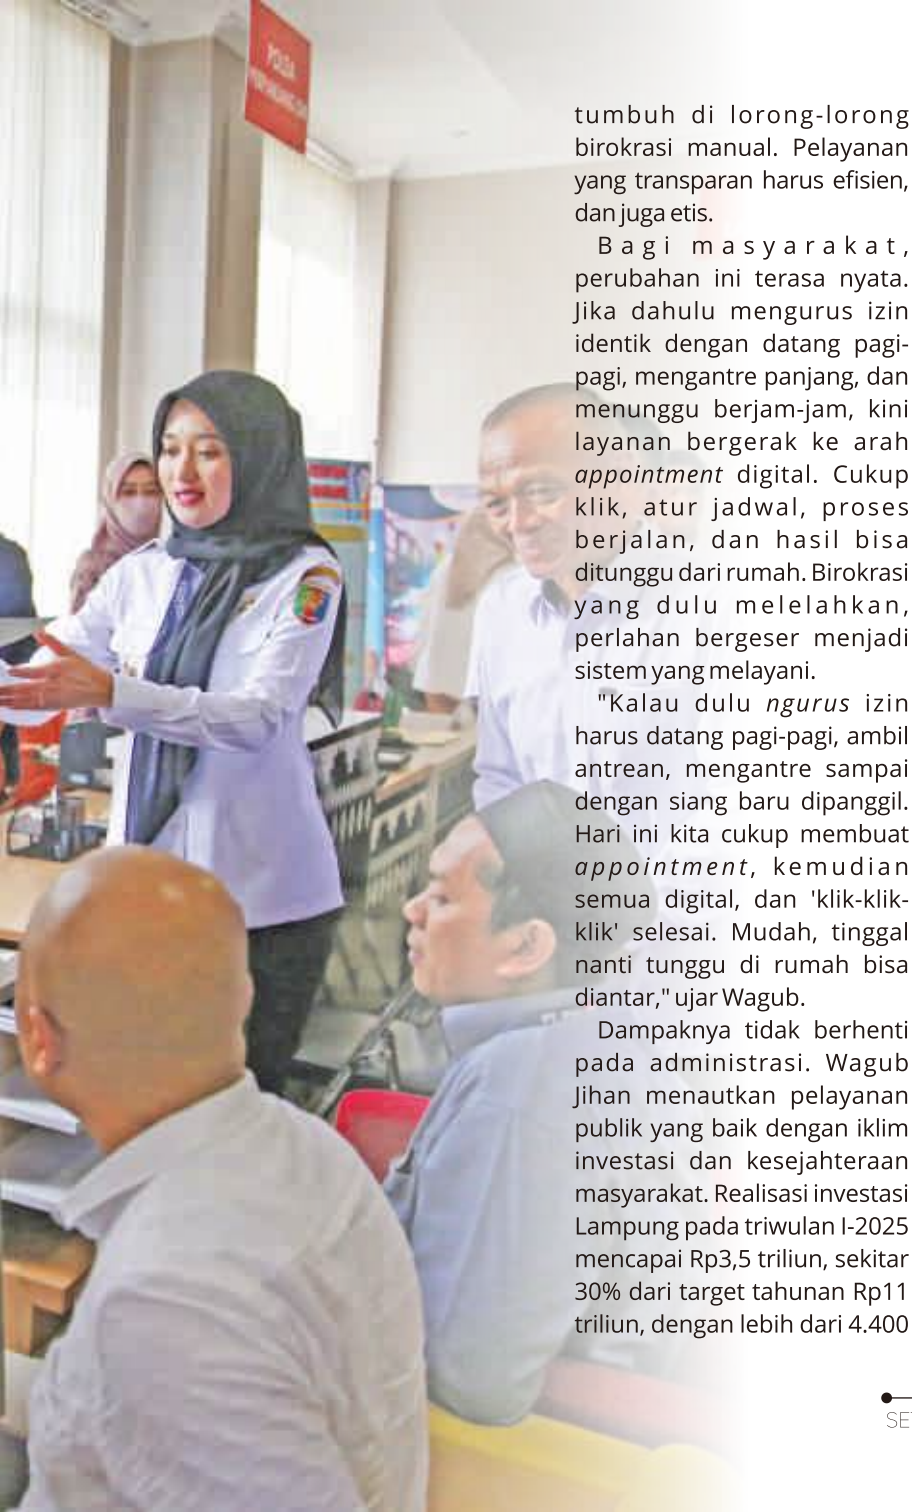 tumbuh di lorong-lorong
birokrasi manual. Pelayanan
yang transparan harus efisien,
dan juga etis.
Bagi masyarakat,
perubahan ini terasa nyata.
Jika dahulu mengurus izin
identik dengan datang pagi-
pagi, mengantre panjang, dan
menunggu berjam-jam, kini
layanan bergerak ke arah
appointment digital. Cukup
klik, atur jadwal, proses
berjalan, dan hasil bisa
ditunggu dari rumah. Birokrasi
yang dulu melelahkan,
perlahan bergeser menjadi
sistem yang melayani.
"Kalau dulu ngurus izin
harus datang pagi-pagi, ambil
antrean, mengantre sampai
dengan siang baru dipanggil.
Hari ini kita cukup membuat
appointment, kemudian
semua digital, dan 'klik-klik-
klik' selesai. Mudah, tinggal
nanti tunggu di rumah bisa
diantar," ujar Wagub.
Dampaknya tidak berhenti
pada administrasi. Wagub
Jihan menautkan pelayanan
publik yang baik dengan iklim
investasi dan kesejahteraan
masyarakat. Realisasi investasi
Lampung pada triwulan I-2025
mencapai Rp3,5 triliun, sekitar
30% dari target tahunan Rp11
triliun, dengan lebih dari 4.400